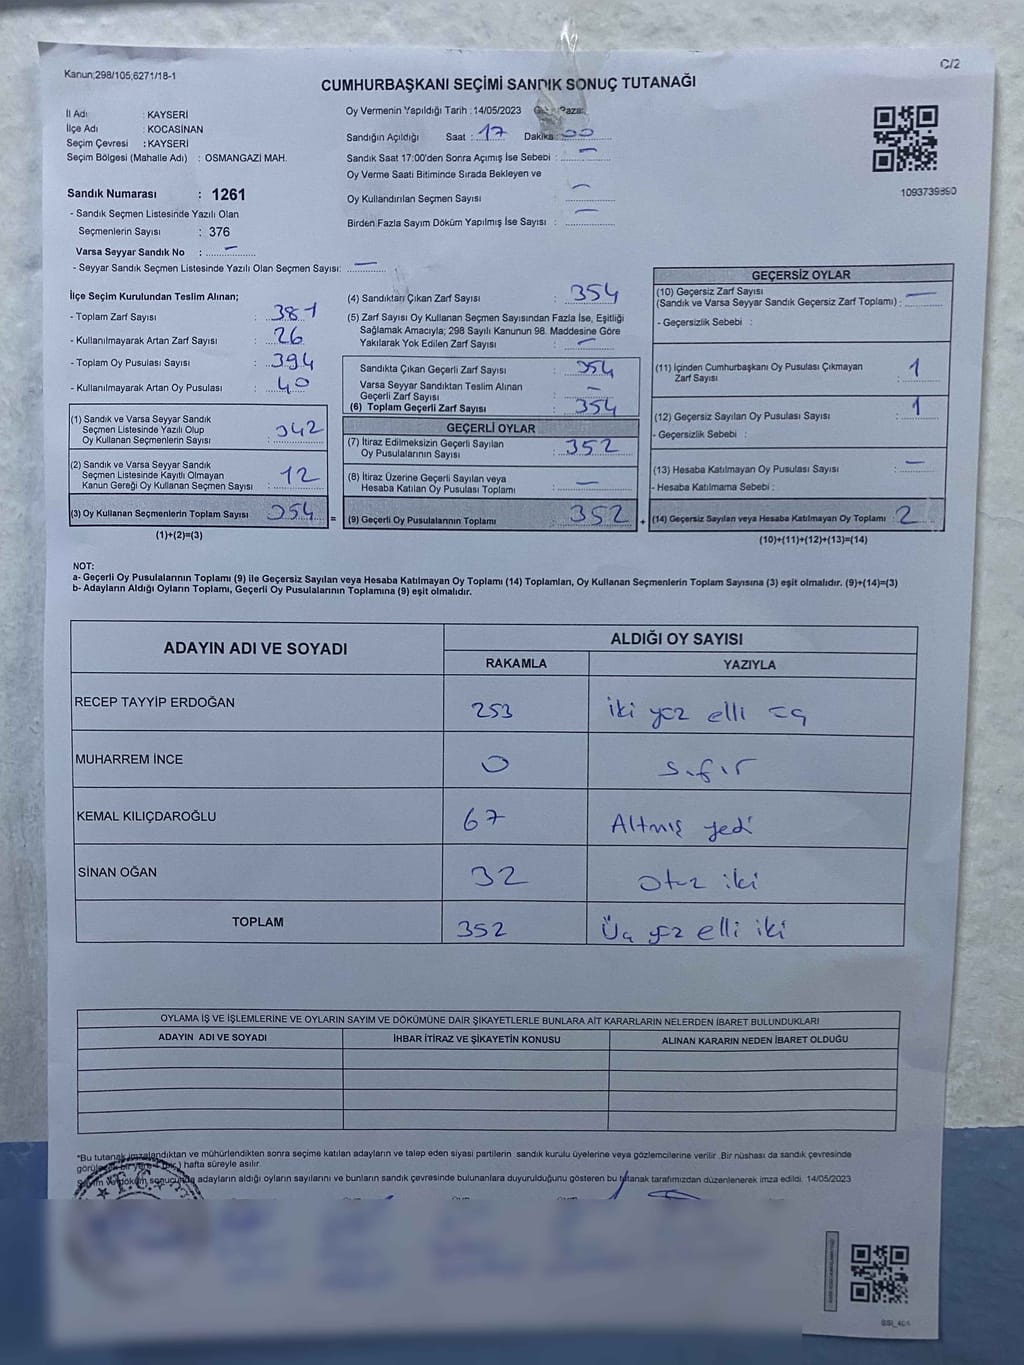 Kanun;298/105,6271/18-1
C/2
CUMHURBAŞKANI SEÇİMİ SANDIK SONUÇ TUTANAĞI
İl Adı : KAYSERİ
İlçe Adı : KOCASİNAN
Seçim Çevresi : KAYSERİ
Seçim Bölgesi (Mahalle Adı) : OSMANGAZİ MAH.
Sandık Numarası : 1261
- Sandık Seçmen Listesinde Yazılı Olan
Seçmenlerin Sayısı : 376
Varsa Seyyar Sandık No : —
- Seyyar Sandık Seçmen Listesinde Yazılı Olan Seçmen Sayısı: —
Oy Vermenin Yapıldığı Tarih : 14/05/2023
Sandığın Açıldığı Saat : 17 Dakika : 00
Sandık Saat 17:00'den Sonra Açımış İse Sebebi : —
Oy Verme Saati Bitiminde Sırada Bekleyen ve
Oy Kullandırılan Seçmen Sayısı —
Birden Fazla Sayım Döküm Yapılmış İse Sayısı : —
1093739890
İlçe Seçim Kurulundan Teslim Alınan;
- Toplam Zarf Sayısı : 381
- Kullanılmayarak Artan Zarf Sayısı : 26
- Toplam Oy Pusulası Sayısı : 394
- Kullanılmayarak Artan Oy Pusulası : 40
(1) Sandık ve Varsa Seyyar Sandık
Seçmen Listesinde Yazılı Olup
Oy Kullanan Seçmenlerin Sayısı : 342
(2) Sandık ve Varsa Seyyar Sandık
Seçmen Listesinde Kayıtlı Olmayan
Kanun Gereği Oy Kullanan Seçmen Sayısı : 12
(3) Oy Kullanan Seçmenlerin Toplam Sayısı 354 =
(1)+(2)=(3)
(4) Sandıktan Çıkan Zarf Sayısı : 354
(5) Zarf Sayısı Oy Kullanan Seçmen Sayısından Fazla İse, Eşitliği
Sağlamak Amacıyla; 298 Sayılı Kanunun 98. Maddesine Göre
Yakılarak Yok Edilen Zarf Sayısı : —
Sandıkta Çıkan Geçerli Zarf Sayısı : 354
Varsa Seyyar Sandıktan Teslim Alınan
Geçerli Zarf Sayısı : —
(6) Toplam Geçerli Zarf Sayısı : 354
GEÇERLİ OYLAR
(7) İtiraz Edilmeksizin Geçerli Sayılan
Oy Pusulalarının Sayısı : 352
(8) İtiraz Üzerine Geçerli Sayılan veya
Hesaba Katılan Oy Pusulası Toplamı : —
(9) Geçerli Oy Pusulalarının Toplamı : 352 +
GEÇERSİZ OYLAR
(10) Geçersiz Zarf Sayısı
(Sandık ve Varsa Seyyar Sandık Geçersiz Zarf Toplamı) : —
- Geçersizlik Sebebi :
(11) İçinden Cumhurbaşkanı Oy Pusulası Çıkmayan
Zarf Sayısı : 1
(12) Geçersiz Sayılan Oy Pusulası Sayısı : 1
- Geçersizlik Sebebi :
(13) Hesaba Katılmayan Oy Pusulası Sayısı : —
- Hesaba Katılmama Sebebi :
(14) Geçersiz Sayılan veya Hesaba Katılmayan Oy Toplamı : 2
(10)+(11)+(12)+(13)=(14)
NOT:
a- Geçerli Oy Pusulalarının Toplamı (9) ile Geçersiz Sayılan veya Hesaba Katılmayan Oy Toplamı (14) Toplamları, Oy Kullanan Seçmenlerin Toplam Sayısına (3) eşit olmalıdır. (9)+(14)=(3)
b- Adayların Aldığı Oyların Toplamı, Geçerli Oy Pusulalarının Toplamına (9) eşit olmalıdır.
ADAYIN ADI VE SOYADI
ALDIĞI OY SAYISI
RAKAMLA YAZIYLA
RECEP TAYYİP ERDOĞAN 253 iki yüz elli üç
MUHARREM İNCE 0 sıfır
KEMAL KILIÇDAROĞLU 67 Altmış yedi
SİNAN OĞAN 32 otuz iki
TOPLAM 352 Üç yüz elli iki
OYLAMA İŞ VE İŞLEMLERİNE VE OYLARIN SAYIM VE DÖKÜMÜNE DAİR ŞİKAYETLERLE BUNLARA AİT KARARLARIN NELERDEN İBARET BULUNDUKLARI
ADAYIN ADI VE SOYADI İHBAR İTİRAZ VE ŞİKAYETİN KONUSU ALINAN KARARIN NEDEN İBARET OLDUĞU
*Bu tutanak imzalandıktan ve mühürlendikten sonra seçime katılan adayların ve talep eden siyasi partilerin sandık kurulu üyelerine veya gözlemcilerine verilir .Bir nüshası da sandık çevresinde
hafta süreyle asılır.
adayların aldığı oyların sayılarını ve bunların sandık çevresinde bulunanlara duyurulduğunu gösteren bu tutanak tarafımızdan düzenlenerek imza edildi. 14/05/2023
T.C.